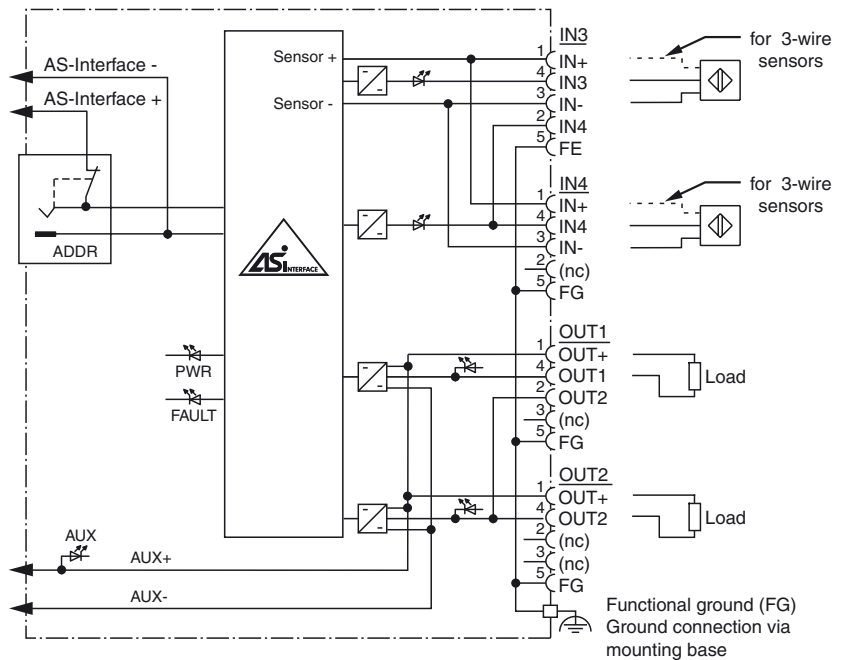 AS-Interface -
AS-Interface +
ADDR
Sensor +
Sensor -
ASi INTERFACE
PWR
FAULT
AUX
AUX+
AUX-
IN3
1 IN+
4 IN3
3 IN-
2 IN4
5 FE
for 3-wire
sensors
IN4
1 IN+
4 IN4
3 IN-
2 (nc)
5 FG
for 3-wire
sensors
OUT1
1 OUT+
4 OUT1
2 OUT2
3 (nc)
5 FG
Load
OUT2
1 OUT+
4 OUT2
2 (nc)
3 (nc)
5 FG
Load
Functional ground (FG)
Ground connection via
mounting base